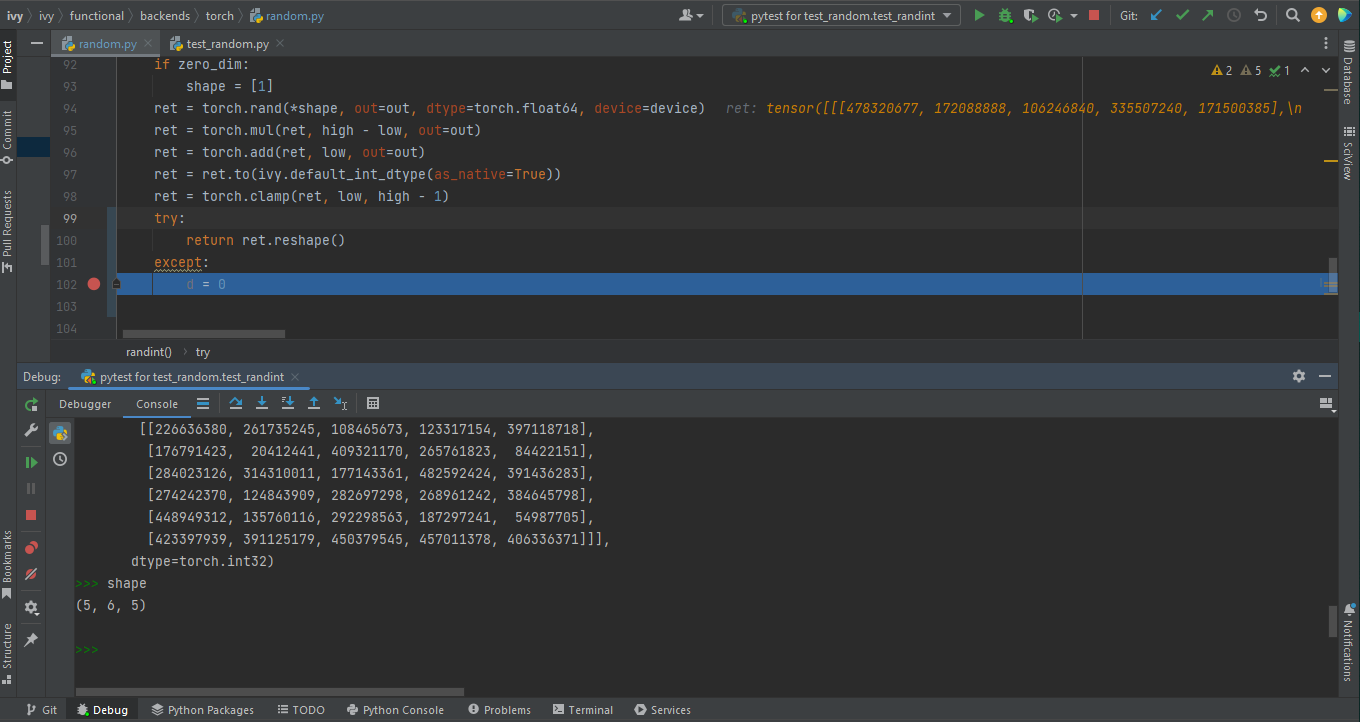 ivy › ivy › functional › backends › torch › random.py
pytest for test_random.test_randint
Git:
random.py
test_random.py
2 5 1
92 if zero_dim:
93 shape = [1]
94 ret = torch.rand(*shape, out=out, dtype=torch.float64, device=device) ret: tensor([[[478320677, 172088888, 106246840, 335507240, 171500385],\n
95 ret = torch.mul(ret, high - low, out=out)
96 ret = torch.add(ret, low, out=out)
97 ret = ret.to(ivy.default_int_dtype(as_native=True))
98 ret = torch.clamp(ret, low, high - 1)
99 try:
100 return ret.reshape()
101 except:
102 d = 0
103
104
randint() › try
Project
Commit
Pull Requests
Bookmarks
Structure
Database
SciView
Notifications
Debug: pytest for test_random.test_randint
Debugger Console
[[226636380, 261735245, 108465673, 123317154, 397118718],
[176791423,  20412441, 409321170, 265761823,  84422151],
[284023126, 314310011, 177143361, 482592424, 391436283],
[274242370, 124843909, 282697298, 268961242, 384645798],
[448949312, 135760116, 292298563, 187297241,  54987705],
[423397939, 391125179, 450379545, 457011378, 406336371]]],
dtype=torch.int32)
>>> shape
(5, 6, 5)
>>>
Git Debug Python Packages TODO Python Console Problems Terminal Services